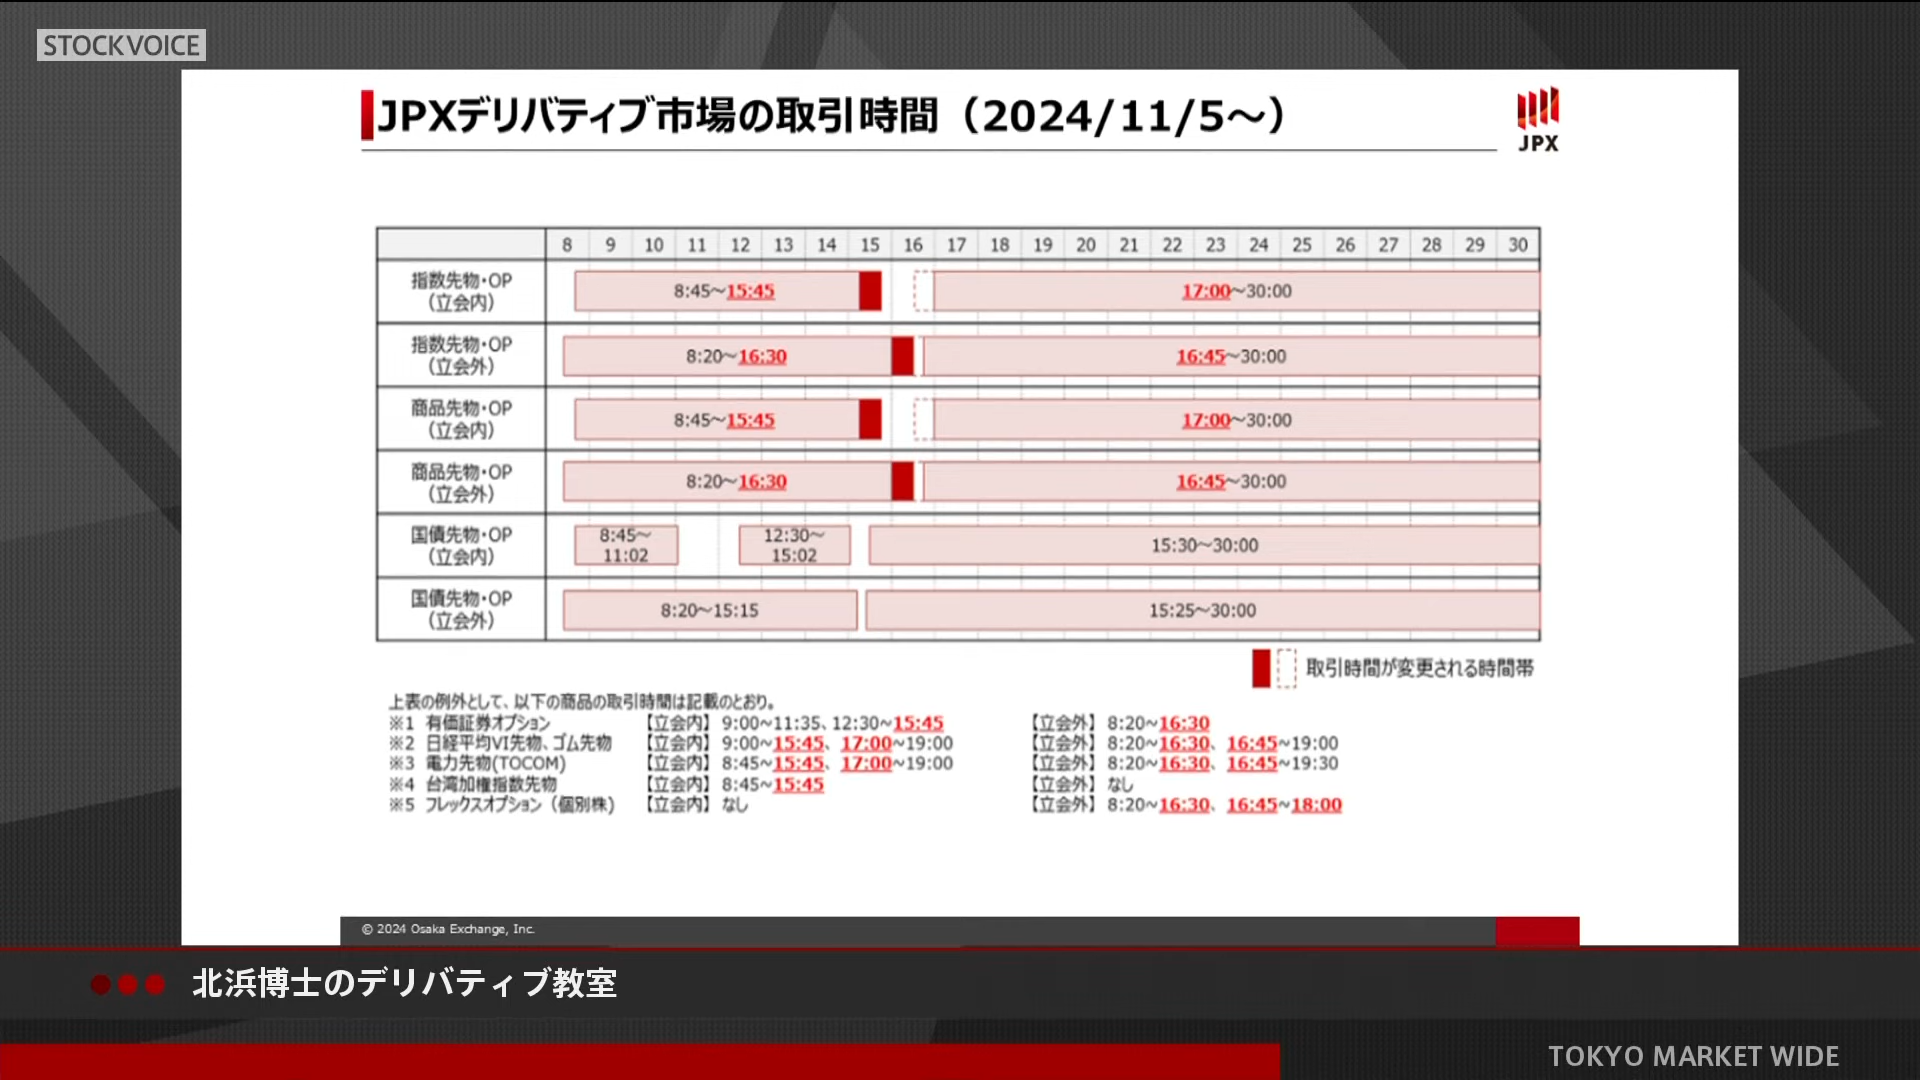 STOCKVOICE
JPXデリバティブ市場の取引時間（2024/11/5～）
JPX
8 9 10 11 12 13 14 15 16 17 18 19 20 21 22 23 24 25 26 27 28 29 30
指数先物・OP
（立会内）
8:45～15:45 17:00～30:00
指数先物・OP
（立会外）
8:20～16:30 16:45～30:00
商品先物・OP
（立会内）
8:45～15:45 17:00～30:00
商品先物・OP
（立会外）
8:20～16:30 16:45～30:00
国債先物・OP
（立会内）
8:45～
11:02
12:30～
15:02
15:30～30:00
国債先物・OP
（立会外）
8:20～15:15 15:25～30:00
取引時間が変更される時間帯
上表の例外として、以下の商品の取引時間は記載のとおり。
※1 有価証券オプション 【立会内】 9:00~11:35、12:30~15:45 【立会外】 8:20~16:30
※2 日経平均VI先物、ゴム先物 【立会内】 9:00~15:45、17:00~19:00 【立会外】 8:20~16:30、16:45~19:00
※3 電力先物(TOCOM) 【立会内】 8:45~15:45、17:00~19:00 【立会外】 8:20~16:30、16:45~19:30
※4 台湾加権指数先物 【立会内】 8:45~15:45 【立会外】 なし
※5 フレックスオプション（個別株） 【立会内】 なし 【立会外】 8:20~16:30、16:45~18:00
© 2024 Osaka Exchange, Inc.
北浜博士のデリバティブ教室
TOKYO MARKET WIDE